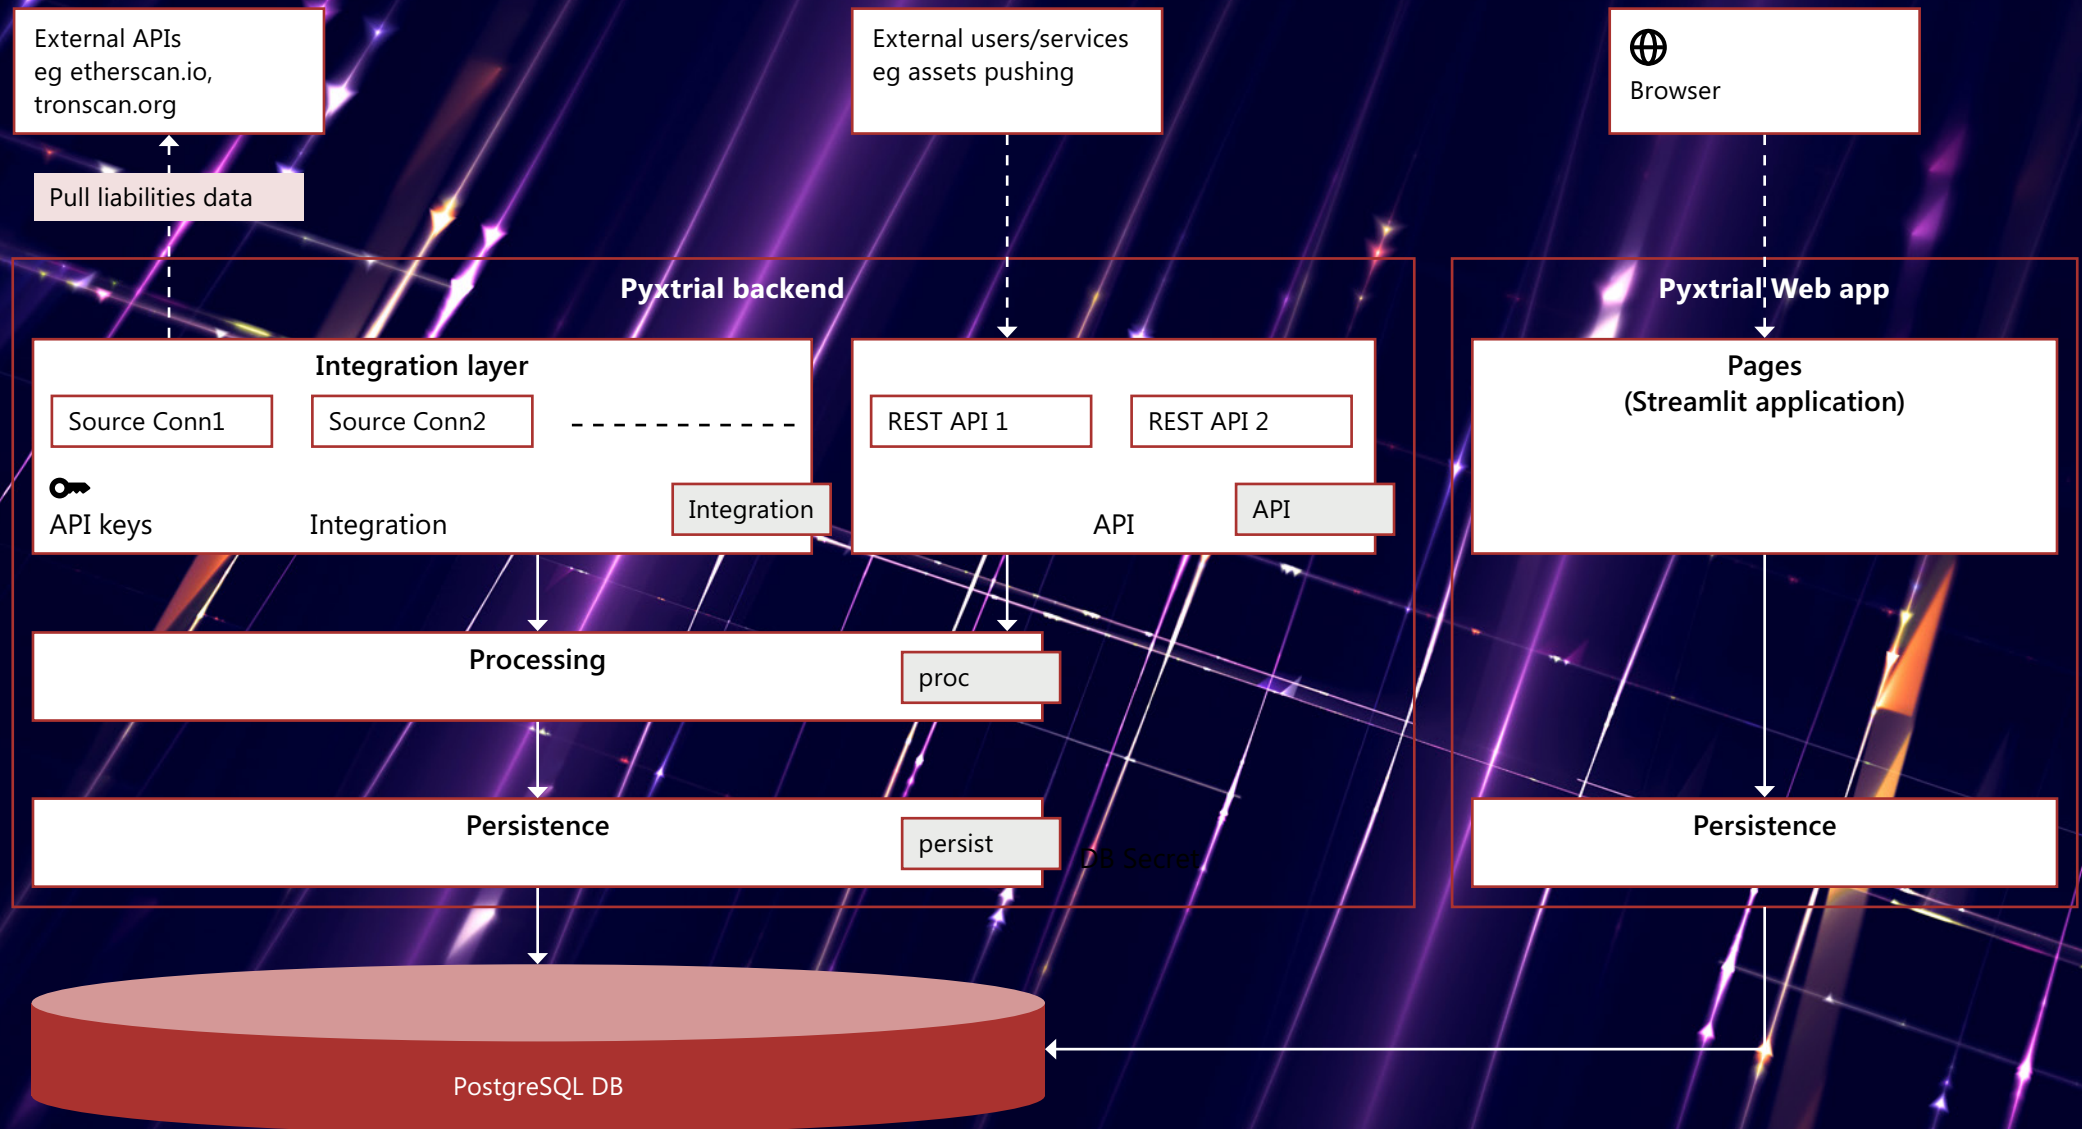 External APIs
eg etherscan.io,
tronscan.org
External users/services
eg assets pushing
Browser
Pull liabilities data
Pyxtrial backend
Pyxtrial Web app
Integration layer
Source Conn1
Source Conn2
API keys
Integration
Integration
REST API 1
REST API 2
API
API
Pages
(Streamlit application)
Processing
proc
Persistence
persist
DB Secret
Persistence
PostgreSQL DB